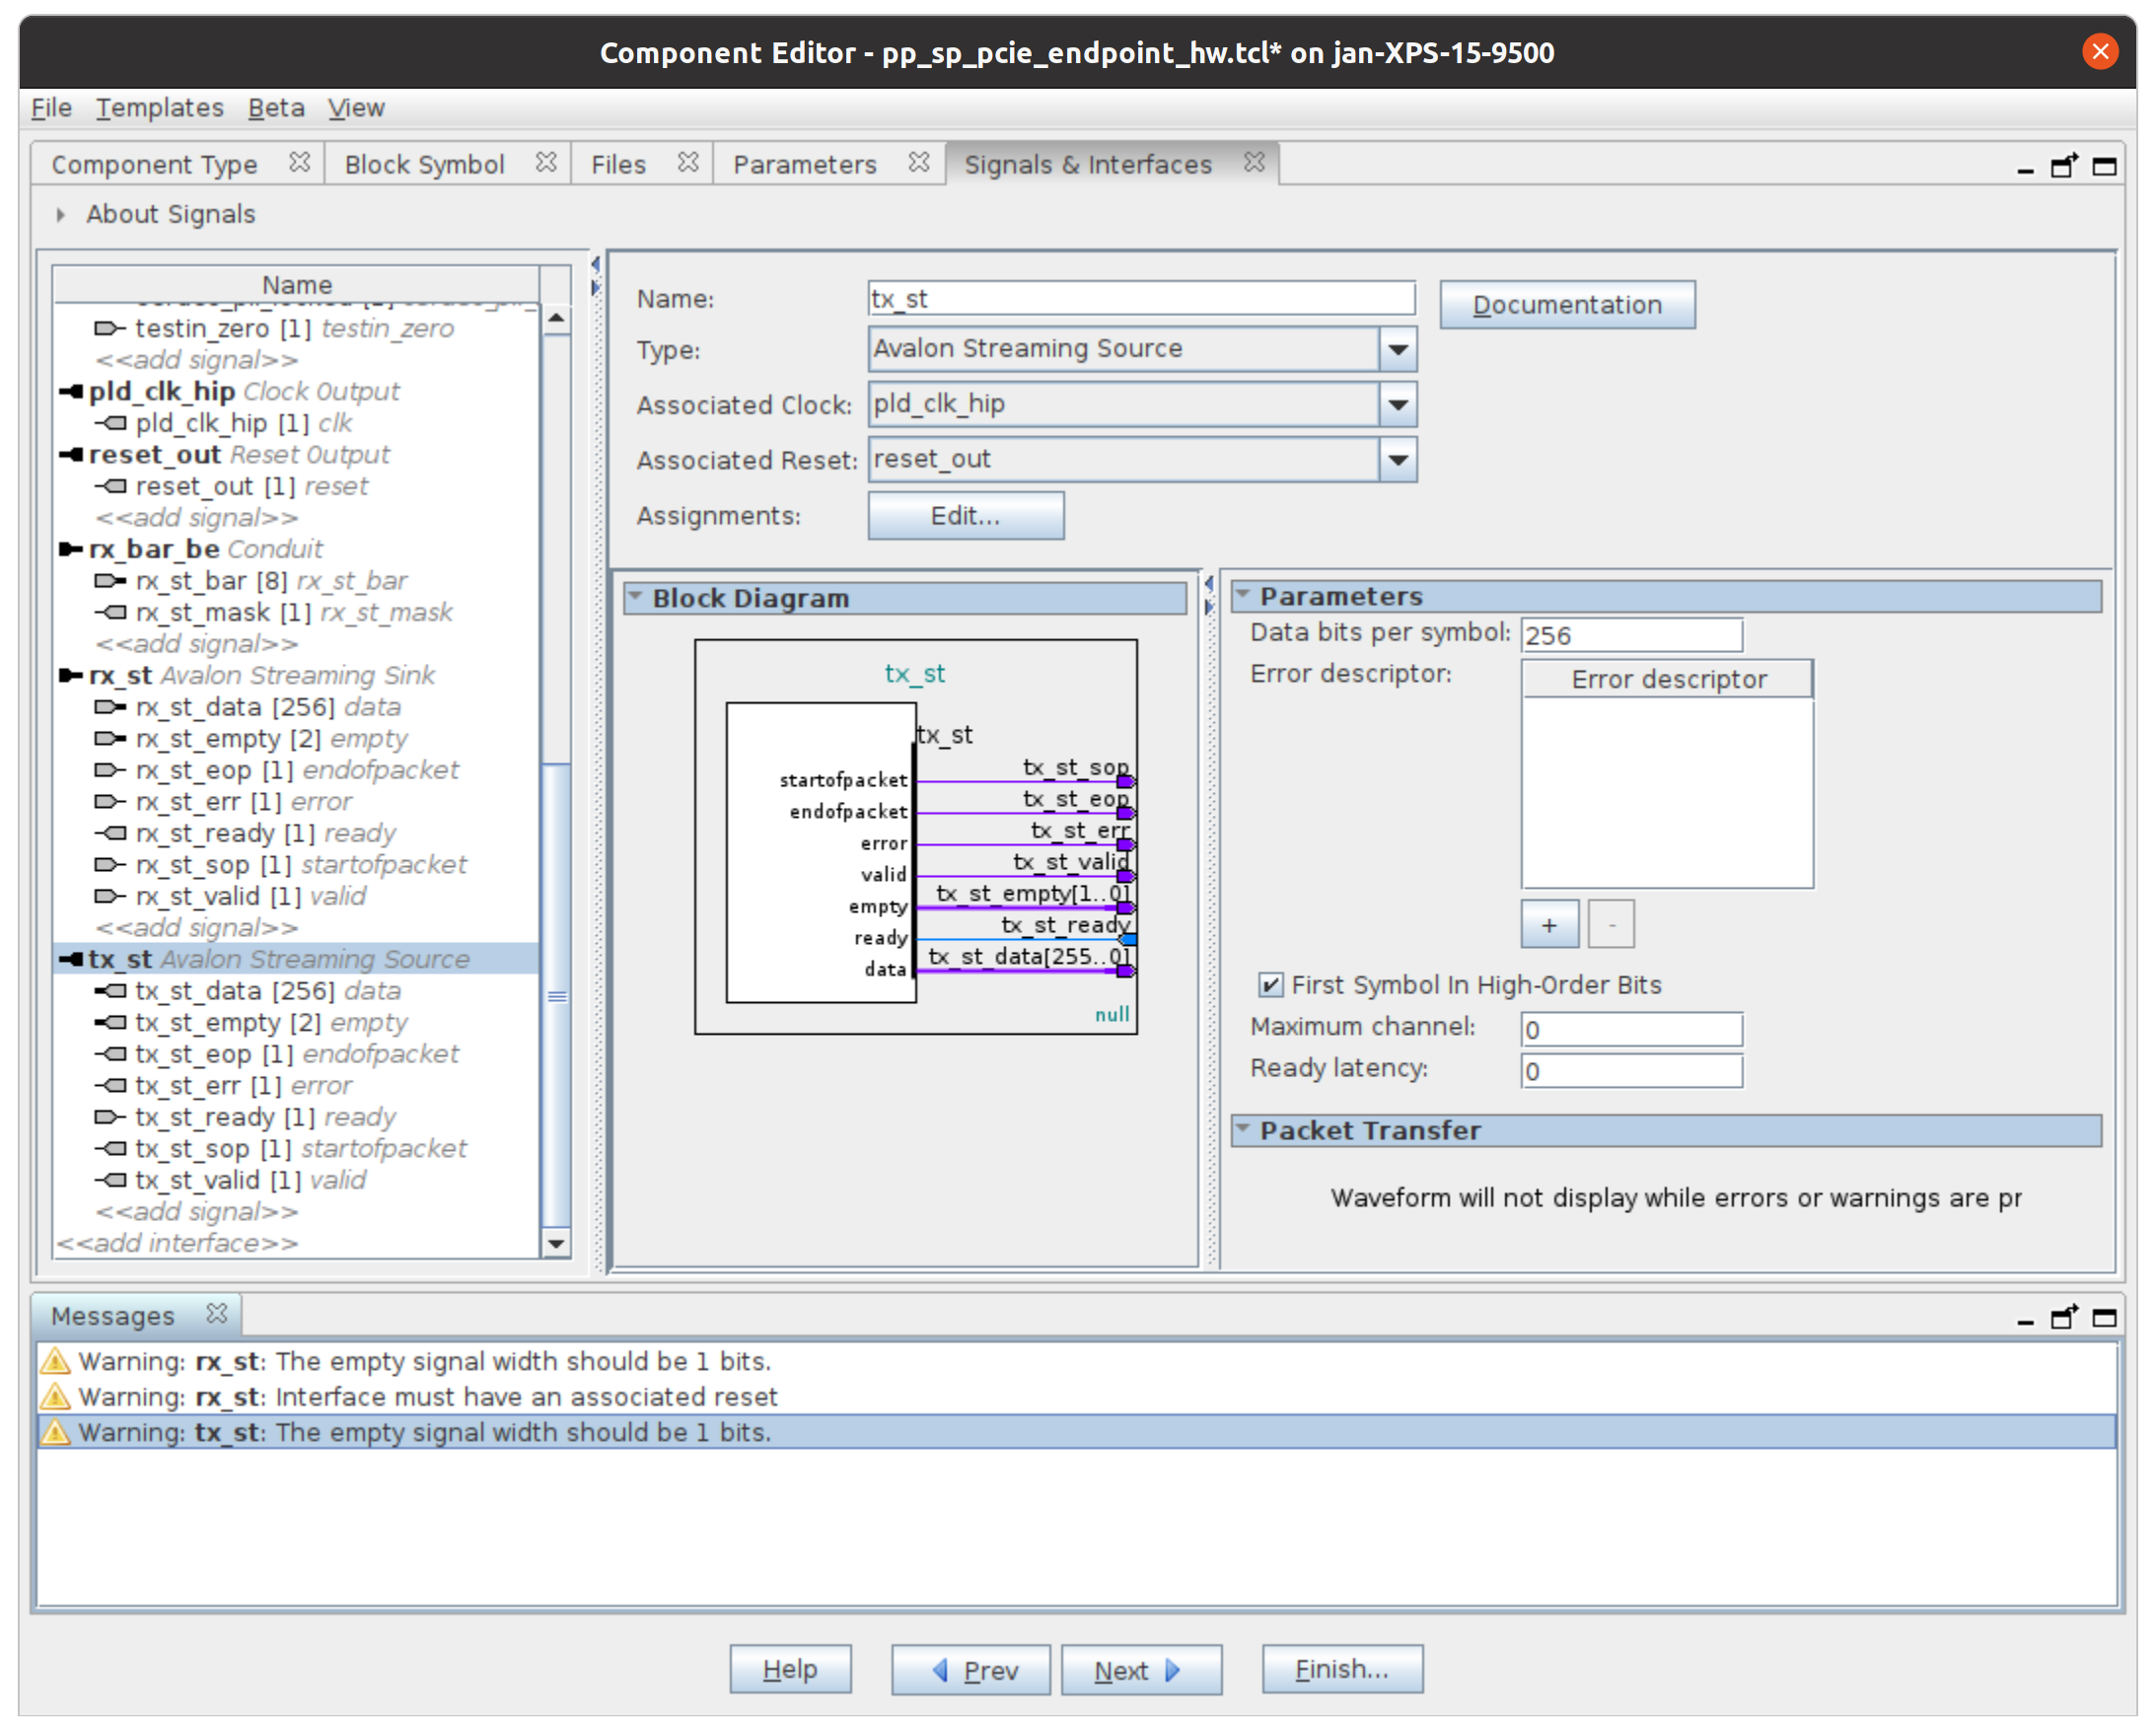 Component Editor - pp_sp_pcie_endpoint_hw.tcl* on jan-XPS-15-9500
File Templates Beta View
Component Type Block Symbol Files Parameters Signals & Interfaces
About Signals
Name
testin_zero [1] testin_zero
<<add signal>>
pld_clk_hip Clock Output
pld_clk_hip [1] clk
reset_out Reset Output
reset_out [1] reset
<<add signal>>
rx_bar_be Conduit
rx_st_bar [8] rx_st_bar
rx_st_mask [1] rx_st_mask
<<add signal>>
rx_st Avalon Streaming Sink
rx_st_data [256] data
rx_st_empty [2] empty
rx_st_eop [1] endofpacket
rx_st_err [1] error
rx_st_ready [1] ready
rx_st_sop [1] startofpacket
rx_st_valid [1] valid
<<add signal>>
tx_st Avalon Streaming Source
tx_st_data [256] data
tx_st_empty [2] empty
tx_st_eop [1] endofpacket
tx_st_err [1] error
tx_st_ready [1] ready
tx_st_sop [1] startofpacket
tx_st_valid [1] valid
<<add signal>>
<<add interface>>
Name: tx_st Documentation
Type: Avalon Streaming Source
Associated Clock: pld_clk_hip
Associated Reset: reset_out
Assignments: Edit...
Block Diagram
tx_st
tx_st
startofpacket tx_st_sop
endofpacket tx_st_eop
error tx_st_err
valid tx_st_valid
empty tx_st_empty[1..0]
ready tx_st_ready
data tx_st_data[255..0]
null
Parameters
Data bits per symbol: 256
Error descriptor: Error descriptor
+ -
First Symbol In High-Order Bits
Maximum channel: 0
Ready latency: 0
Packet Transfer
Waveform will not display while errors or warnings are pr
Messages
Warning: rx_st: The empty signal width should be 1 bits.
Warning: rx_st: Interface must have an associated reset
Warning: tx_st: The empty signal width should be 1 bits.
Help Prev Next Finish...